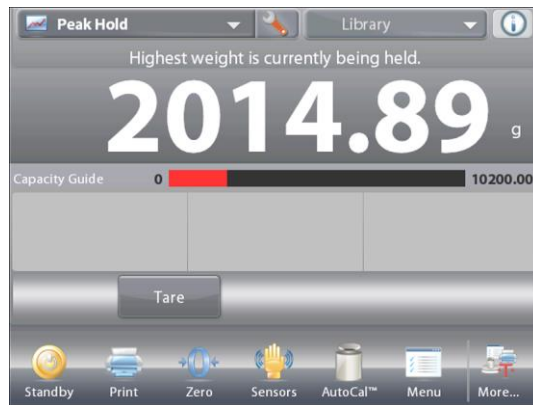 Peak Hold Library
Highest weight is currently being held.
2014.89 g
Capacity Guide 0 10200.00
Tare
Standby Print Zero Sensors AutoCal™ Menu More...